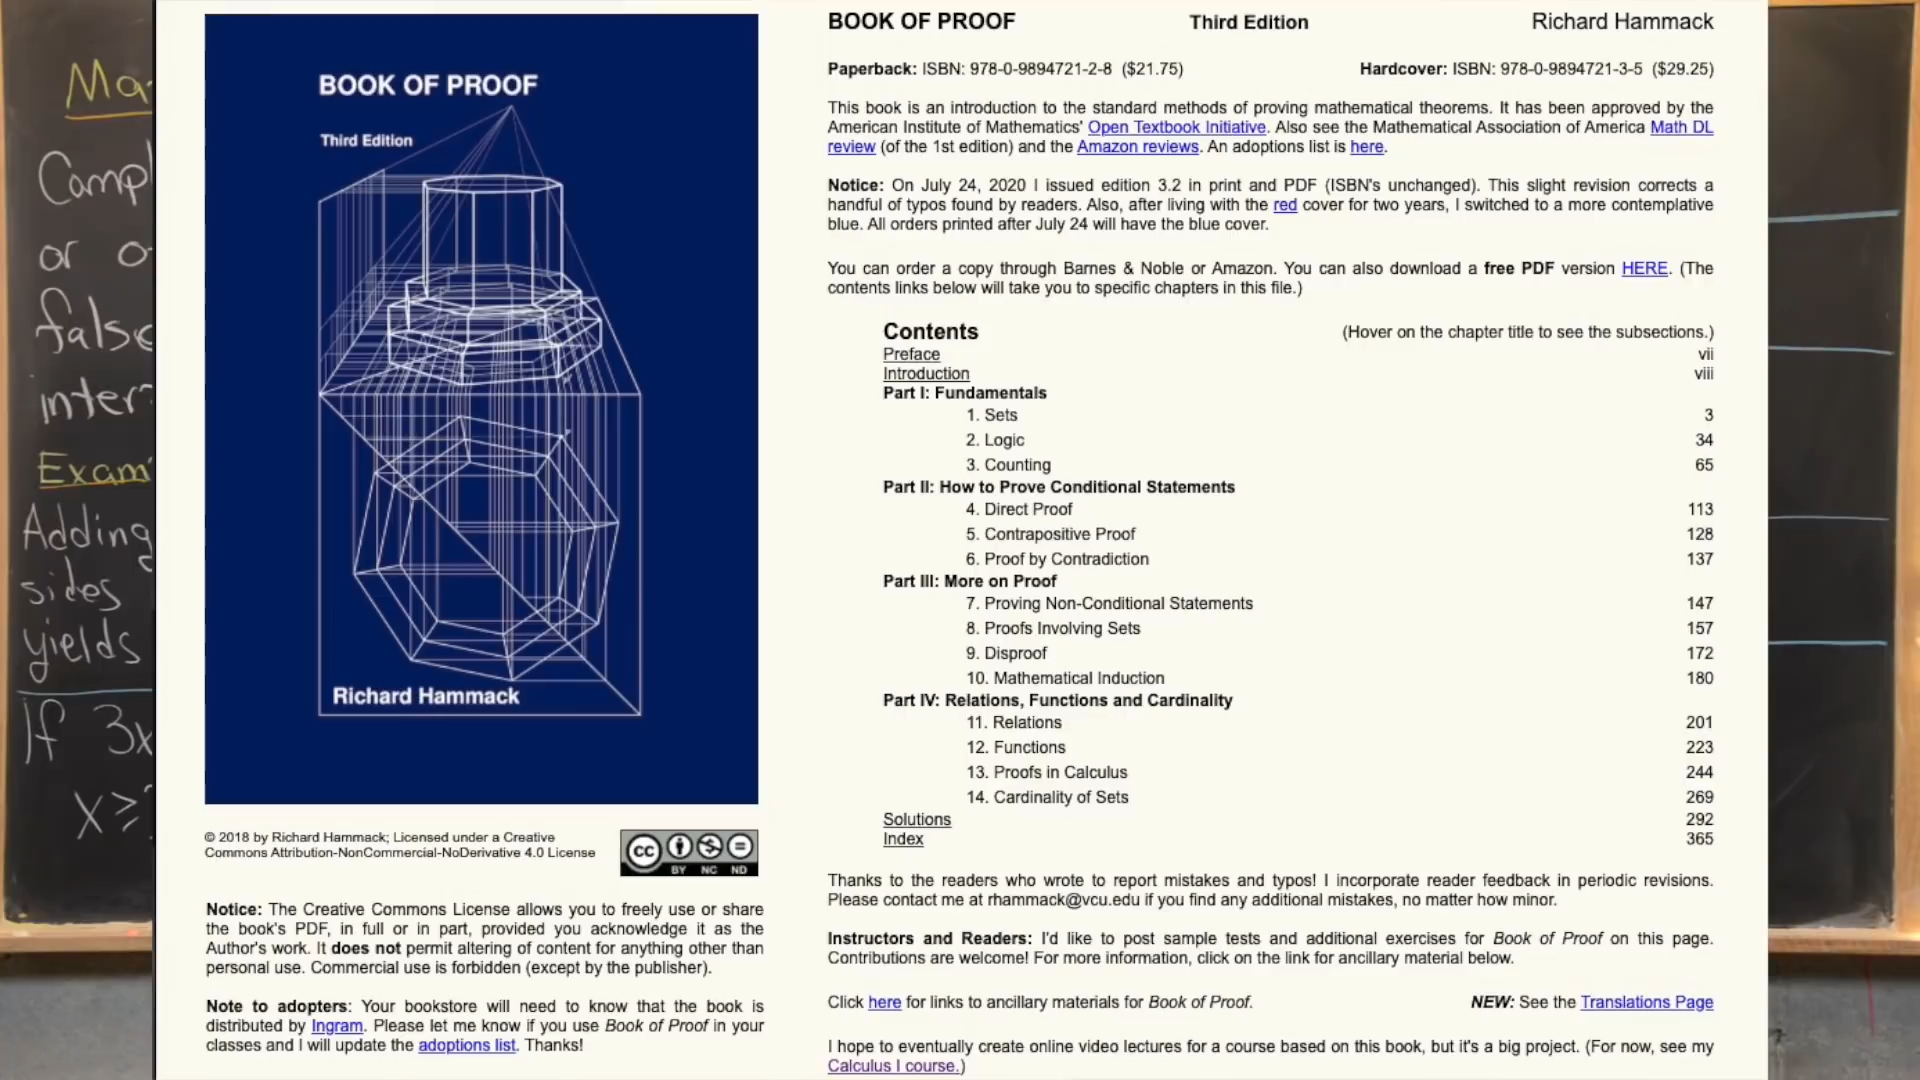 Ma
Comp
or o
false
inter
Exam
Adding
sides
yields
If 3x
x ≥
BOOK OF PROOF
Third Edition
Richard Hammack
© 2018 by Richard Hammack; Licensed under a Creative
Commons Attribution-NonCommercial-NoDerivative 4.0 License
cc
BY NC ND
Notice: The Creative Commons License allows you to freely use or share
the book's PDF, in full or in part, provided you acknowledge it as the
Author's work. It does not permit altering of content for anything other than
personal use. Commercial use is forbidden (except by the publisher).
Note to adopters: Your bookstore will need to know that the book is
distributed by Ingram. Please let me know if you use Book of Proof in your
classes and I will update the adoptions list. Thanks!
BOOK OF PROOF Third Edition Richard Hammack
Paperback: ISBN: 978-0-9894721-2-8 ($21.75) Hardcover: ISBN: 978-0-9894721-3-5 ($29.25)
This book is an introduction to the standard methods of proving mathematical theorems. It has been approved by the
American Institute of Mathematics' Open Textbook Initiative. Also see the Mathematical Association of America Math DL
review (of the 1st edition) and the Amazon reviews. An adoptions list is here.
Notice: On July 24, 2020 I issued edition 3.2 in print and PDF (ISBN's unchanged). This slight revision corrects a
handful of typos found by readers. Also, after living with the red cover for two years, I switched to a more contemplative
blue. All orders printed after July 24 will have the blue cover.
You can order a copy through Barnes & Noble or Amazon. You can also download a free PDF version HERE. (The
contents links below will take you to specific chapters in this file.)
Contents (Hover on the chapter title to see the subsections.)
Preface vii
Introduction viii
Part I: Fundamentals
1. Sets 3
2. Logic 34
3. Counting 65
Part II: How to Prove Conditional Statements
4. Direct Proof 113
5. Contrapositive Proof 128
6. Proof by Contradiction 137
Part III: More on Proof
7. Proving Non-Conditional Statements 147
8. Proofs Involving Sets 157
9. Disproof 172
10. Mathematical Induction 180
Part IV: Relations, Functions and Cardinality
11. Relations 201
12. Functions 223
13. Proofs in Calculus 244
14. Cardinality of Sets 269
Solutions 292
Index 365
Thanks to the readers who wrote to report mistakes and typos! I incorporate reader feedback in periodic revisions.
Please contact me at rhammack@vcu.edu if you find any additional mistakes, no matter how minor.
Instructors and Readers: I'd like to post sample tests and additional exercises for Book of Proof on this page.
Contributions are welcome! For more information, click on the link for ancillary material below.
Click here for links to ancillary materials for Book of Proof. NEW: See the Translations Page
I hope to eventually create online video lectures for a course based on this book, but it's a big project. (For now, see my
Calculus I course.)